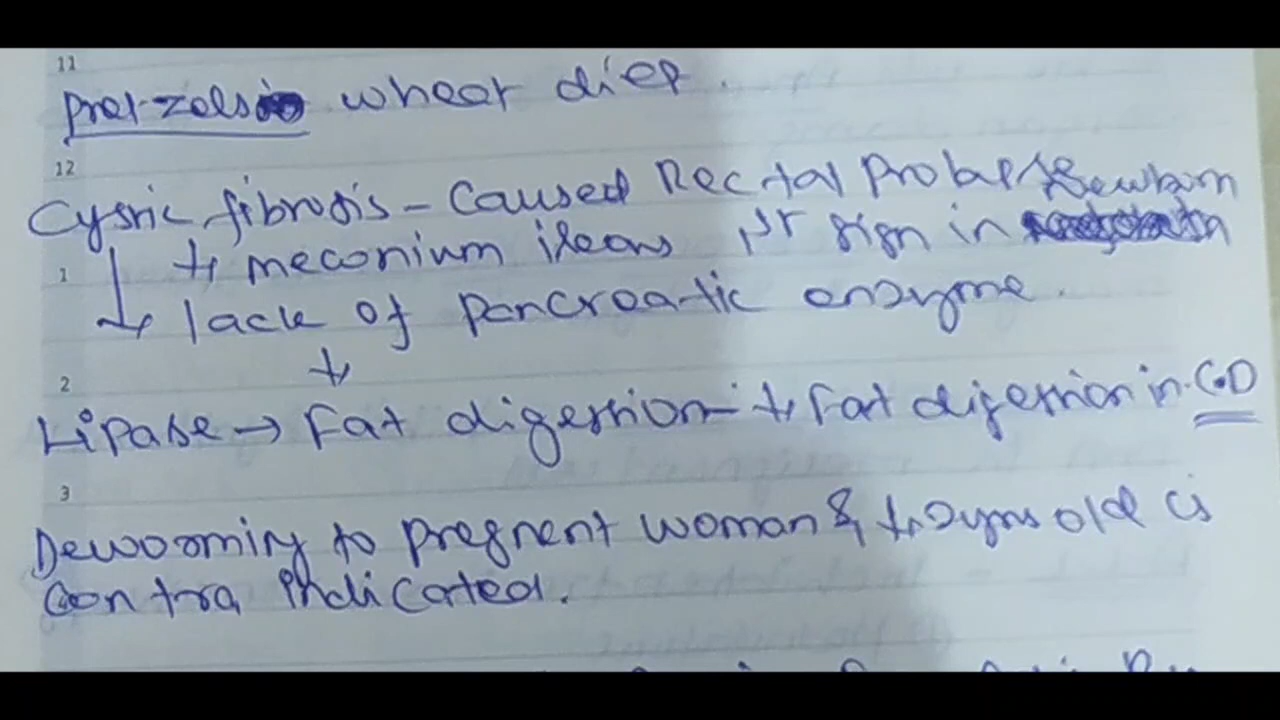 11
Pretzels wheat diet.
12
Cystic fibrosis - Caused Rectal Prolapse Newborn
↳ meconium ileus 1st sign in
1
↳ lack of Pancreatic enzyme.
2
Lipase → Fat digestion - ↳ Fat digestion in C.D
3
Deworming to pregnent woman & ↳ 2yrs old is
Contra indicated.